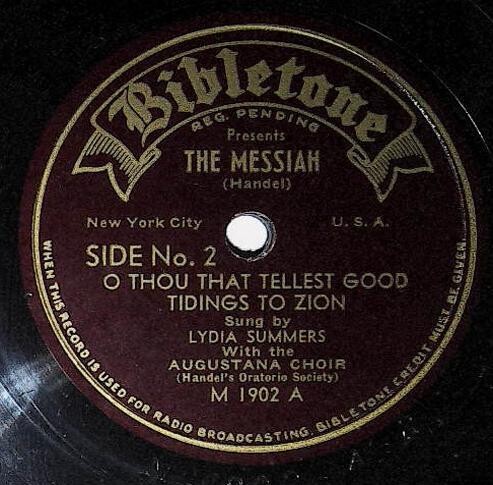 Bibletone
REG. PENDING
Presents
THE MESSIAH
(Handel)
New York City U. S. A.
SIDE No. 2
O THOU THAT TELLEST GOOD
TIDINGS TO ZION
Sung by
LYDIA SUMMERS
With the
AUGUSTANA CHOIR
(Handel's Oratorio Society)
M 1902 A
WHEN THIS RECORD IS USED FOR RADIO BROADCASTING, BIBLETONE CREDIT MUST BE GIVEN.